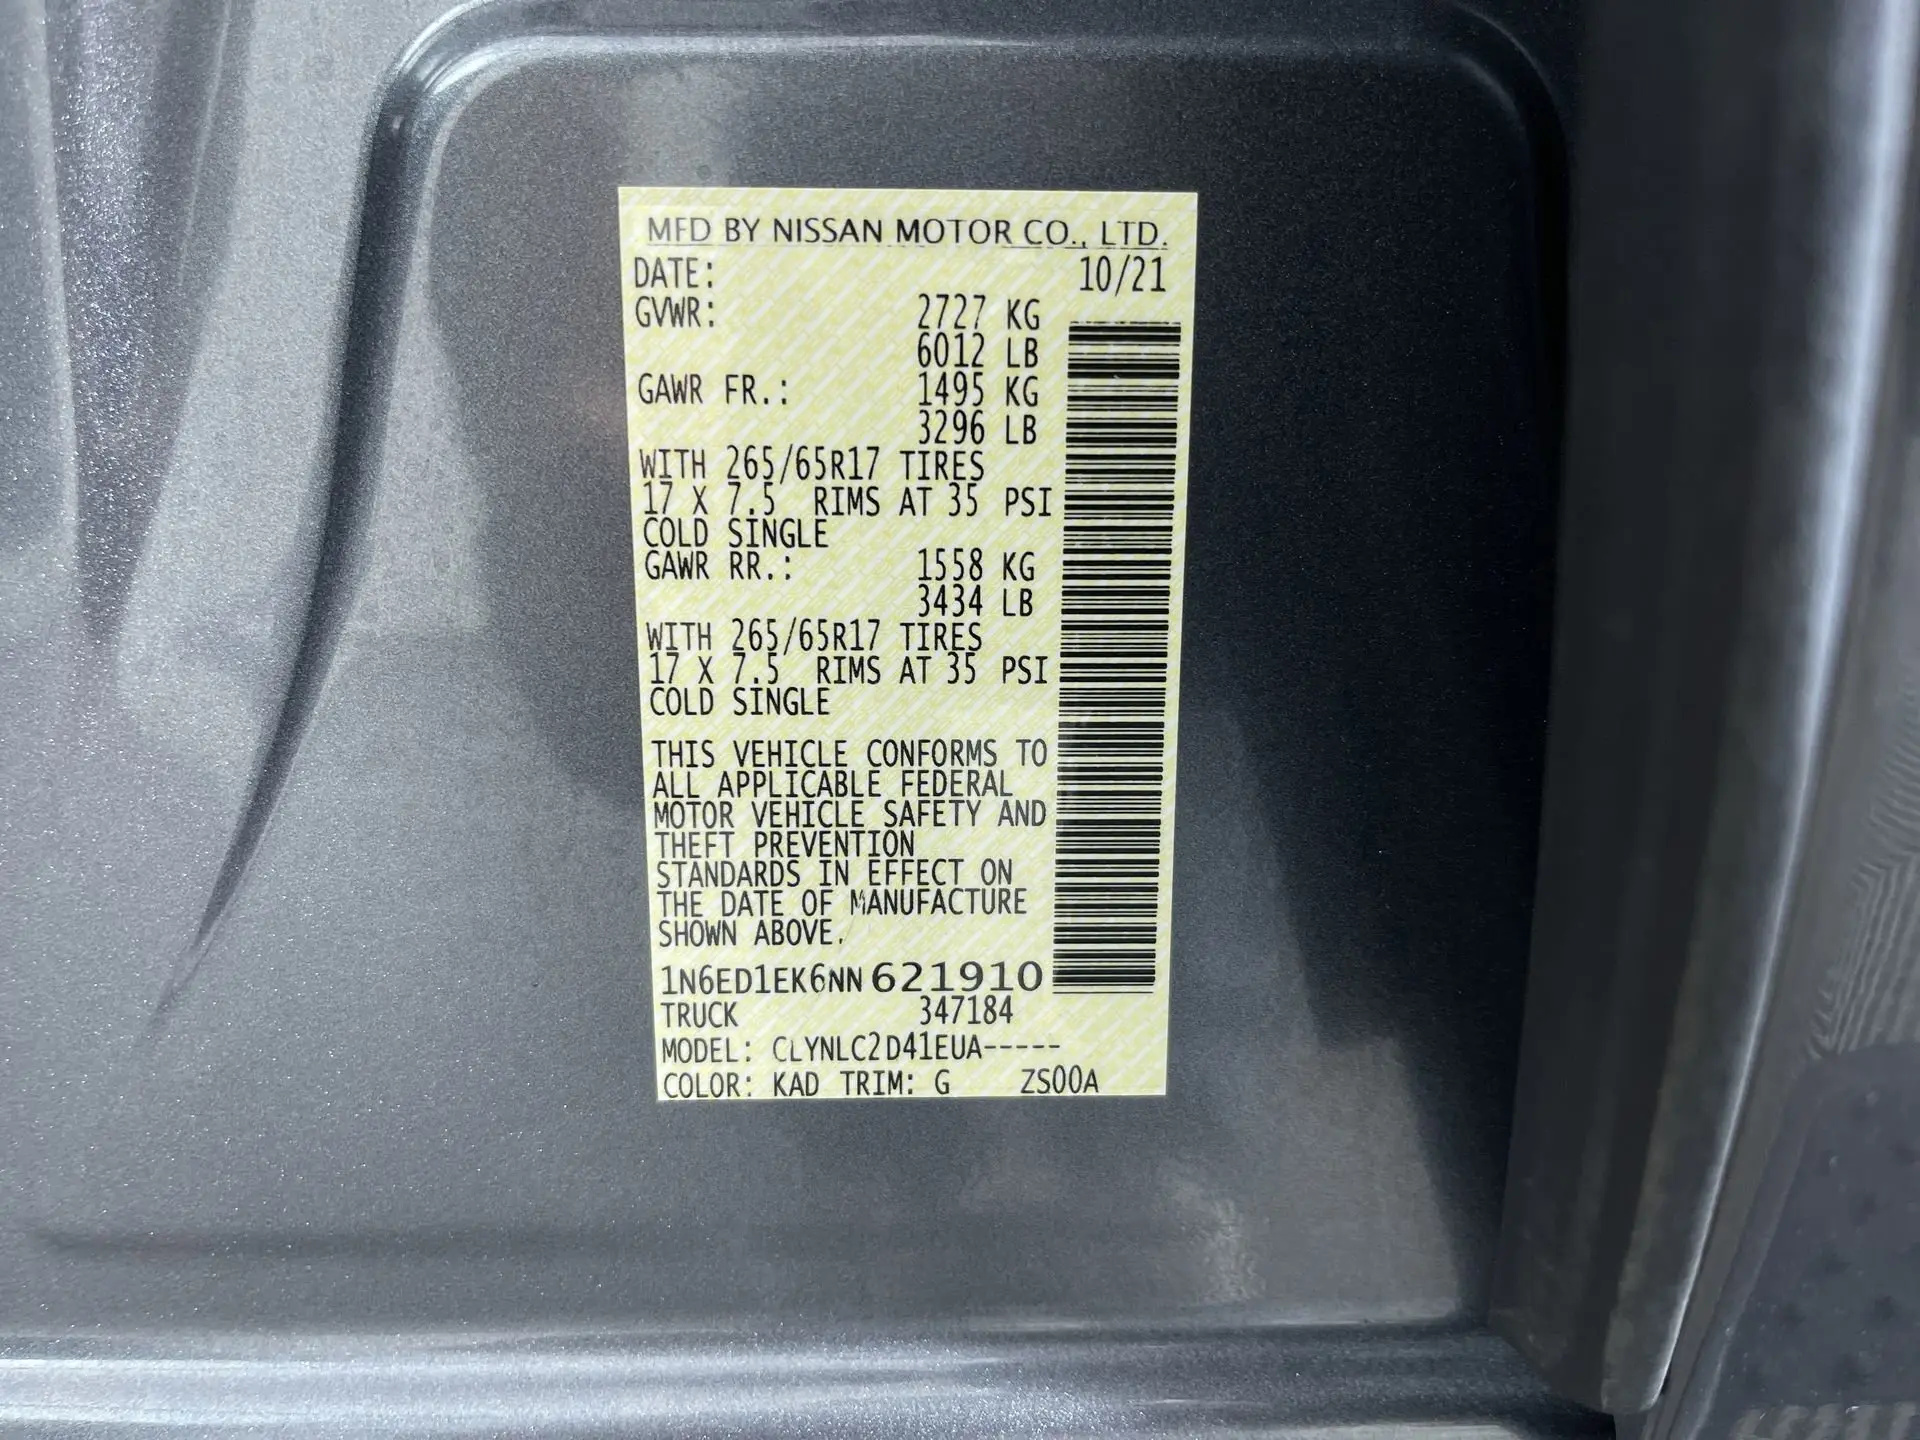 MFD BY NISSAN MOTOR CO., LTD.
DATE: 10/21
GVWR: 2727 KG
6012 LB
GAWR FR.: 1495 KG
3296 LB
WITH 265/65R17 TIRES
17 X 7.5 RIMS AT 35 PSI
COLD SINGLE
GAWR RR.: 1558 KG
3434 LB
WITH 265/65R17 TIRES
17 X 7.5 RIMS AT 35 PSI
COLD SINGLE
THIS VEHICLE CONFORMS TO
ALL APPLICABLE FEDERAL
MOTOR VEHICLE SAFETY AND
THEFT PREVENTION
STANDARDS IN EFFECT ON
THE DATE OF MANUFACTURE
SHOWN ABOVE.
1N6ED1EK6NN621910
TRUCK 347184
MODEL: CLYNLC2D41EUA-----
COLOR: KAD TRIM: G ZS00A